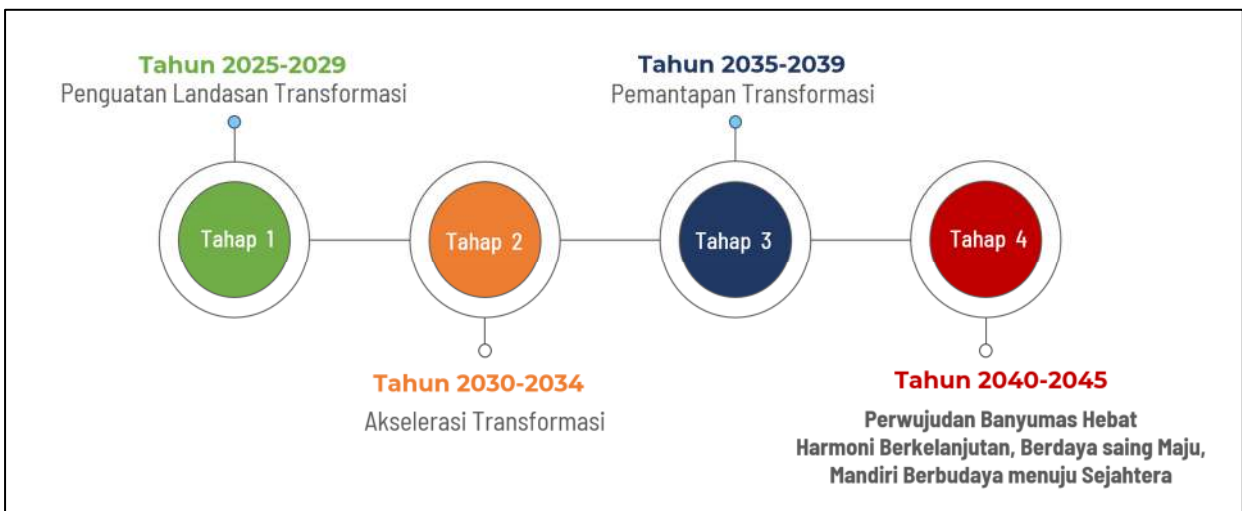 Tahun 2025-2029
Penguatan Landasan Transformasi
Tahun 2035-2039
Pemantapan Transformasi
Tahap 1
Tahap 2
Tahap 3
Tahap 4
Tahun 2030-2034
Akselerasi Transformasi
Tahun 2040-2045
Perwujudan Banyumas Hebat
Harmoni Berkelanjutan, Berdaya saing Maju,
Mandiri Berbudaya menuju Sejahtera